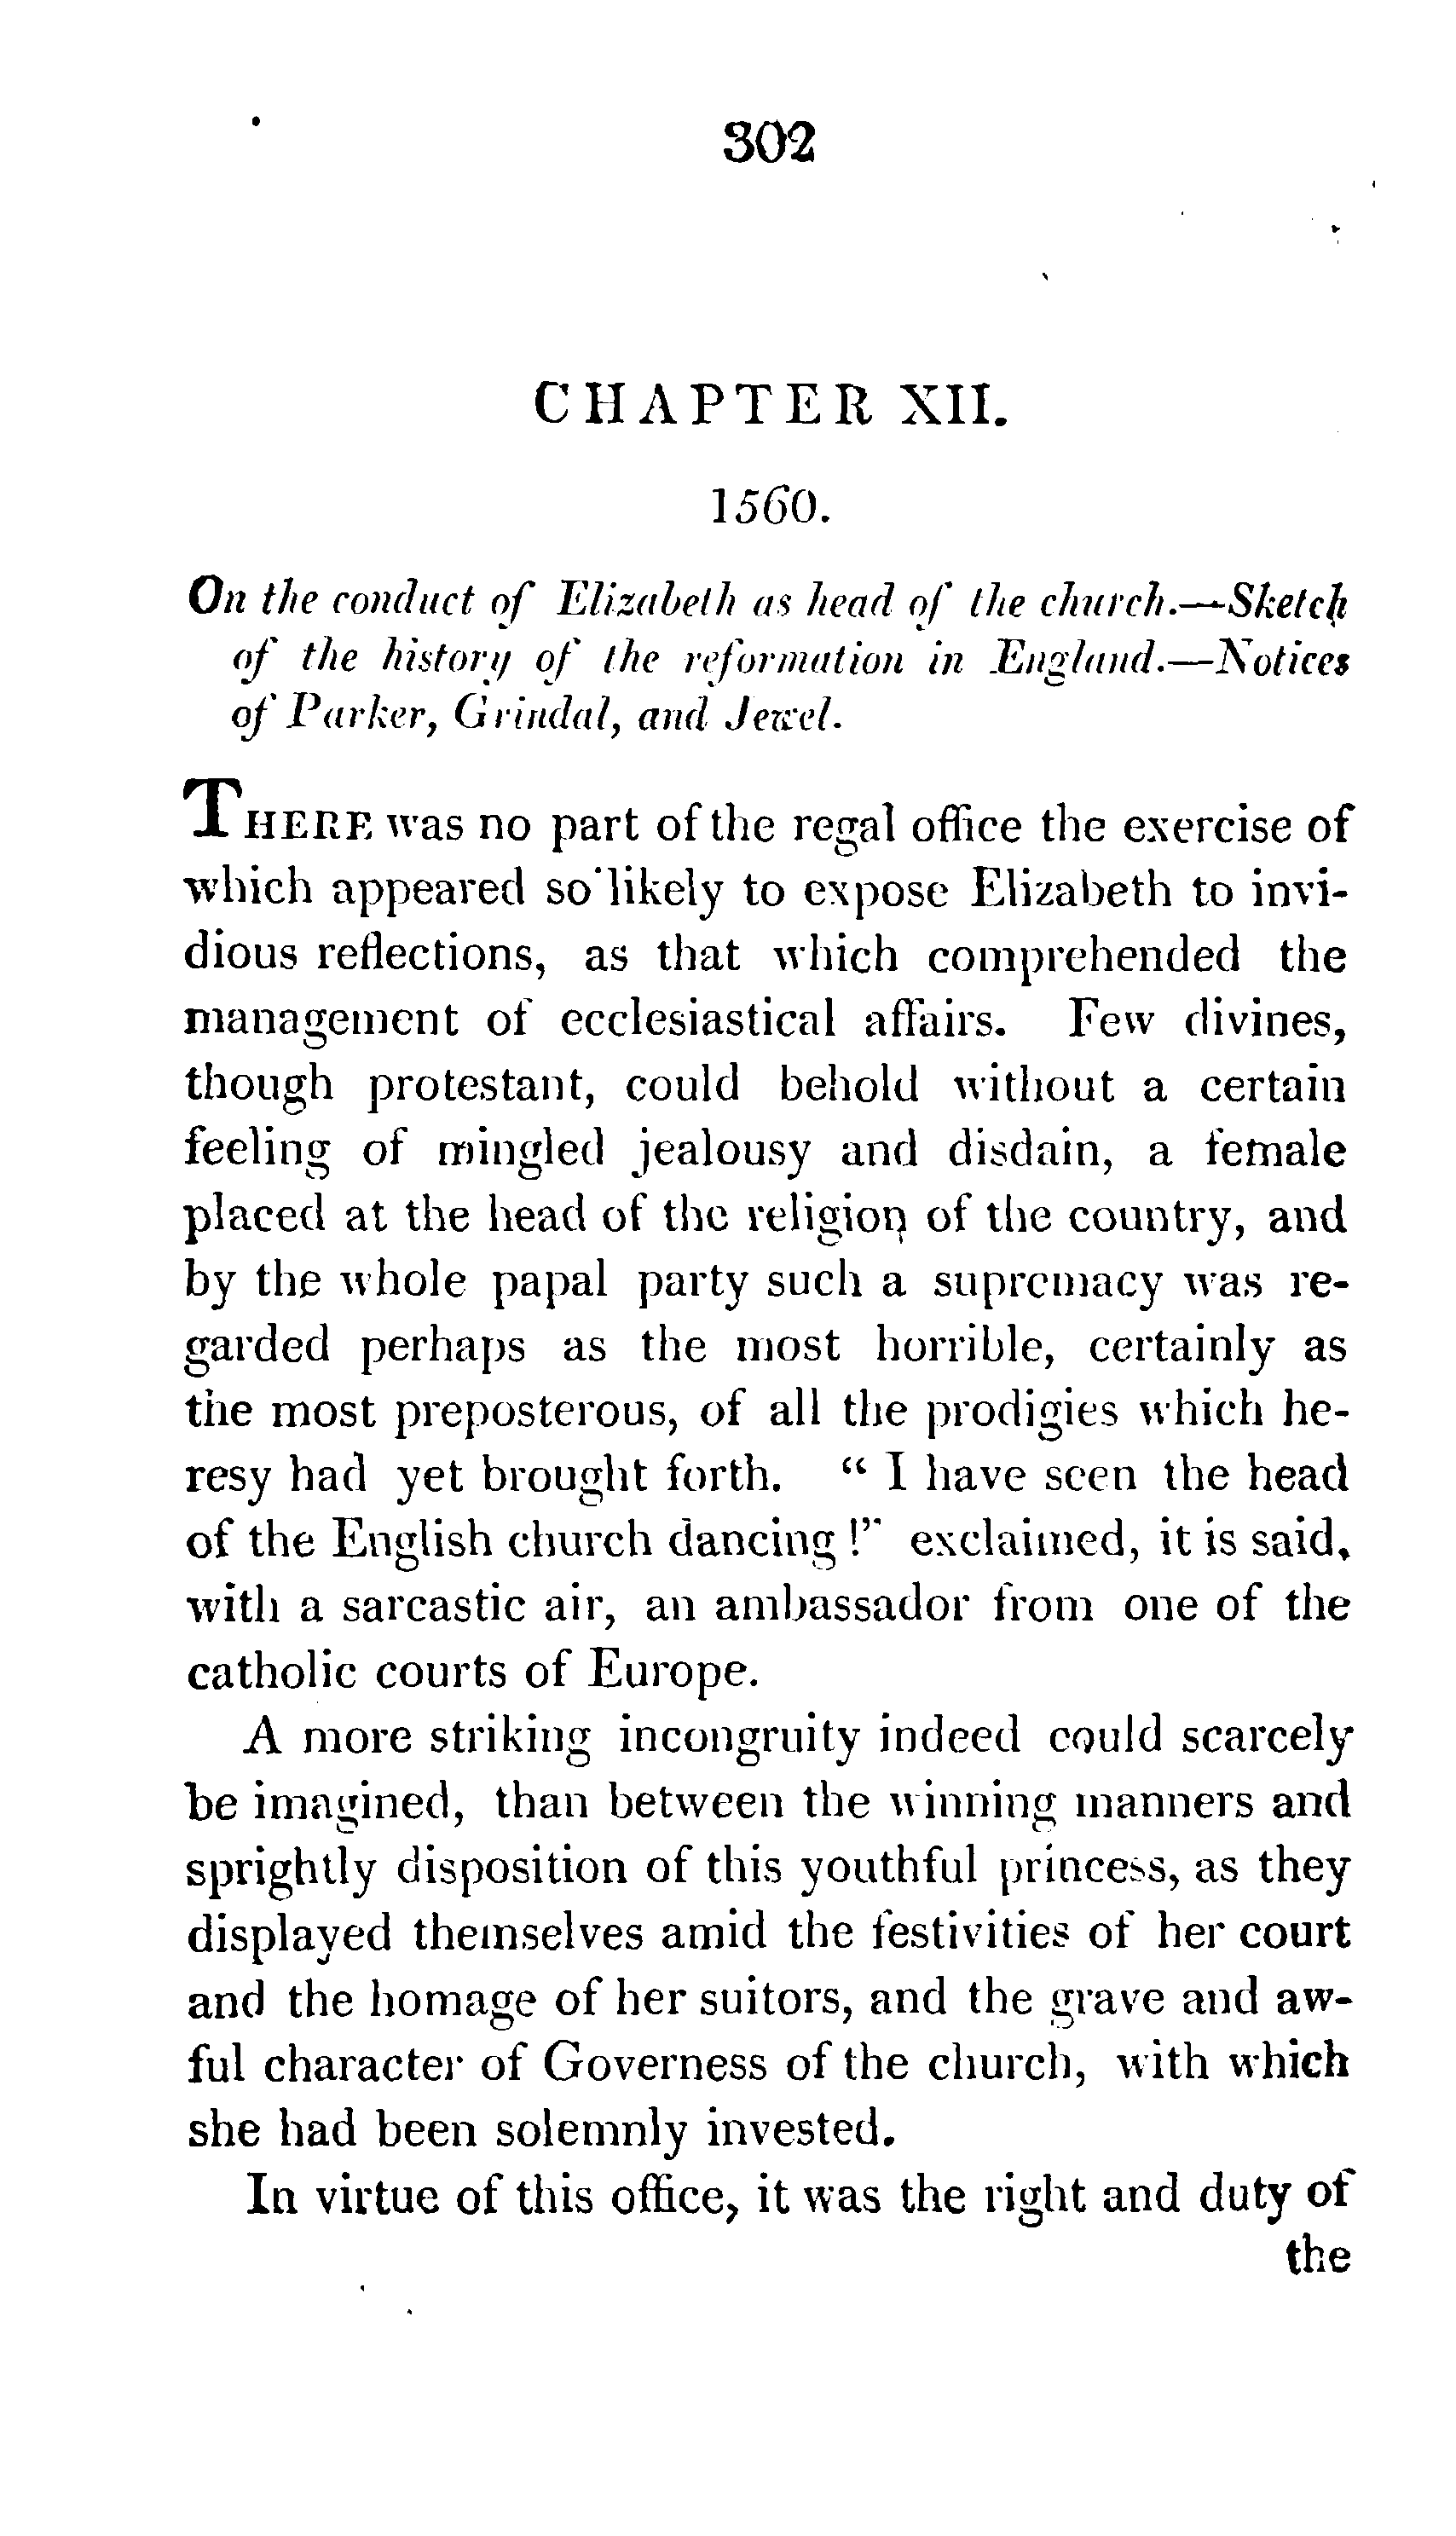 302
CHAPTER XII.
1560.
On the conduct of Elizabeth as head of the church.—Sketch
of the history of the reformation in England.—Notices
of Parker, Grindal, and Jewel.
THERE was no part of the regal office the exercise of
which appeared so likely to expose Elizabeth to invi-
dious reflections, as that which comprehended the
management of ecclesiastical affairs. Few divines,
though protestant, could behold without a certain
feeling of mingled jealousy and disdain, a female
placed at the head of the religion of the country, and
by the whole papal party such a supremacy was re-
garded perhaps as the most horrible, certainly as
the most preposterous, of all the prodigies which he-
resy had yet brought forth. “ I have seen the head
of the English church dancing !” exclaimed, it is said,
with a sarcastic air, an ambassador from one of the
catholic courts of Europe.
A more striking incongruity indeed could scarcely
be imagined, than between the winning manners and
sprightly disposition of this youthful princess, as they
displayed themselves amid the festivities of her court
and the homage of her suitors, and the grave and aw-
ful character of Governess of the church, with which
she had been solemnly invested.
In virtue of this office, it was the right and duty of
the